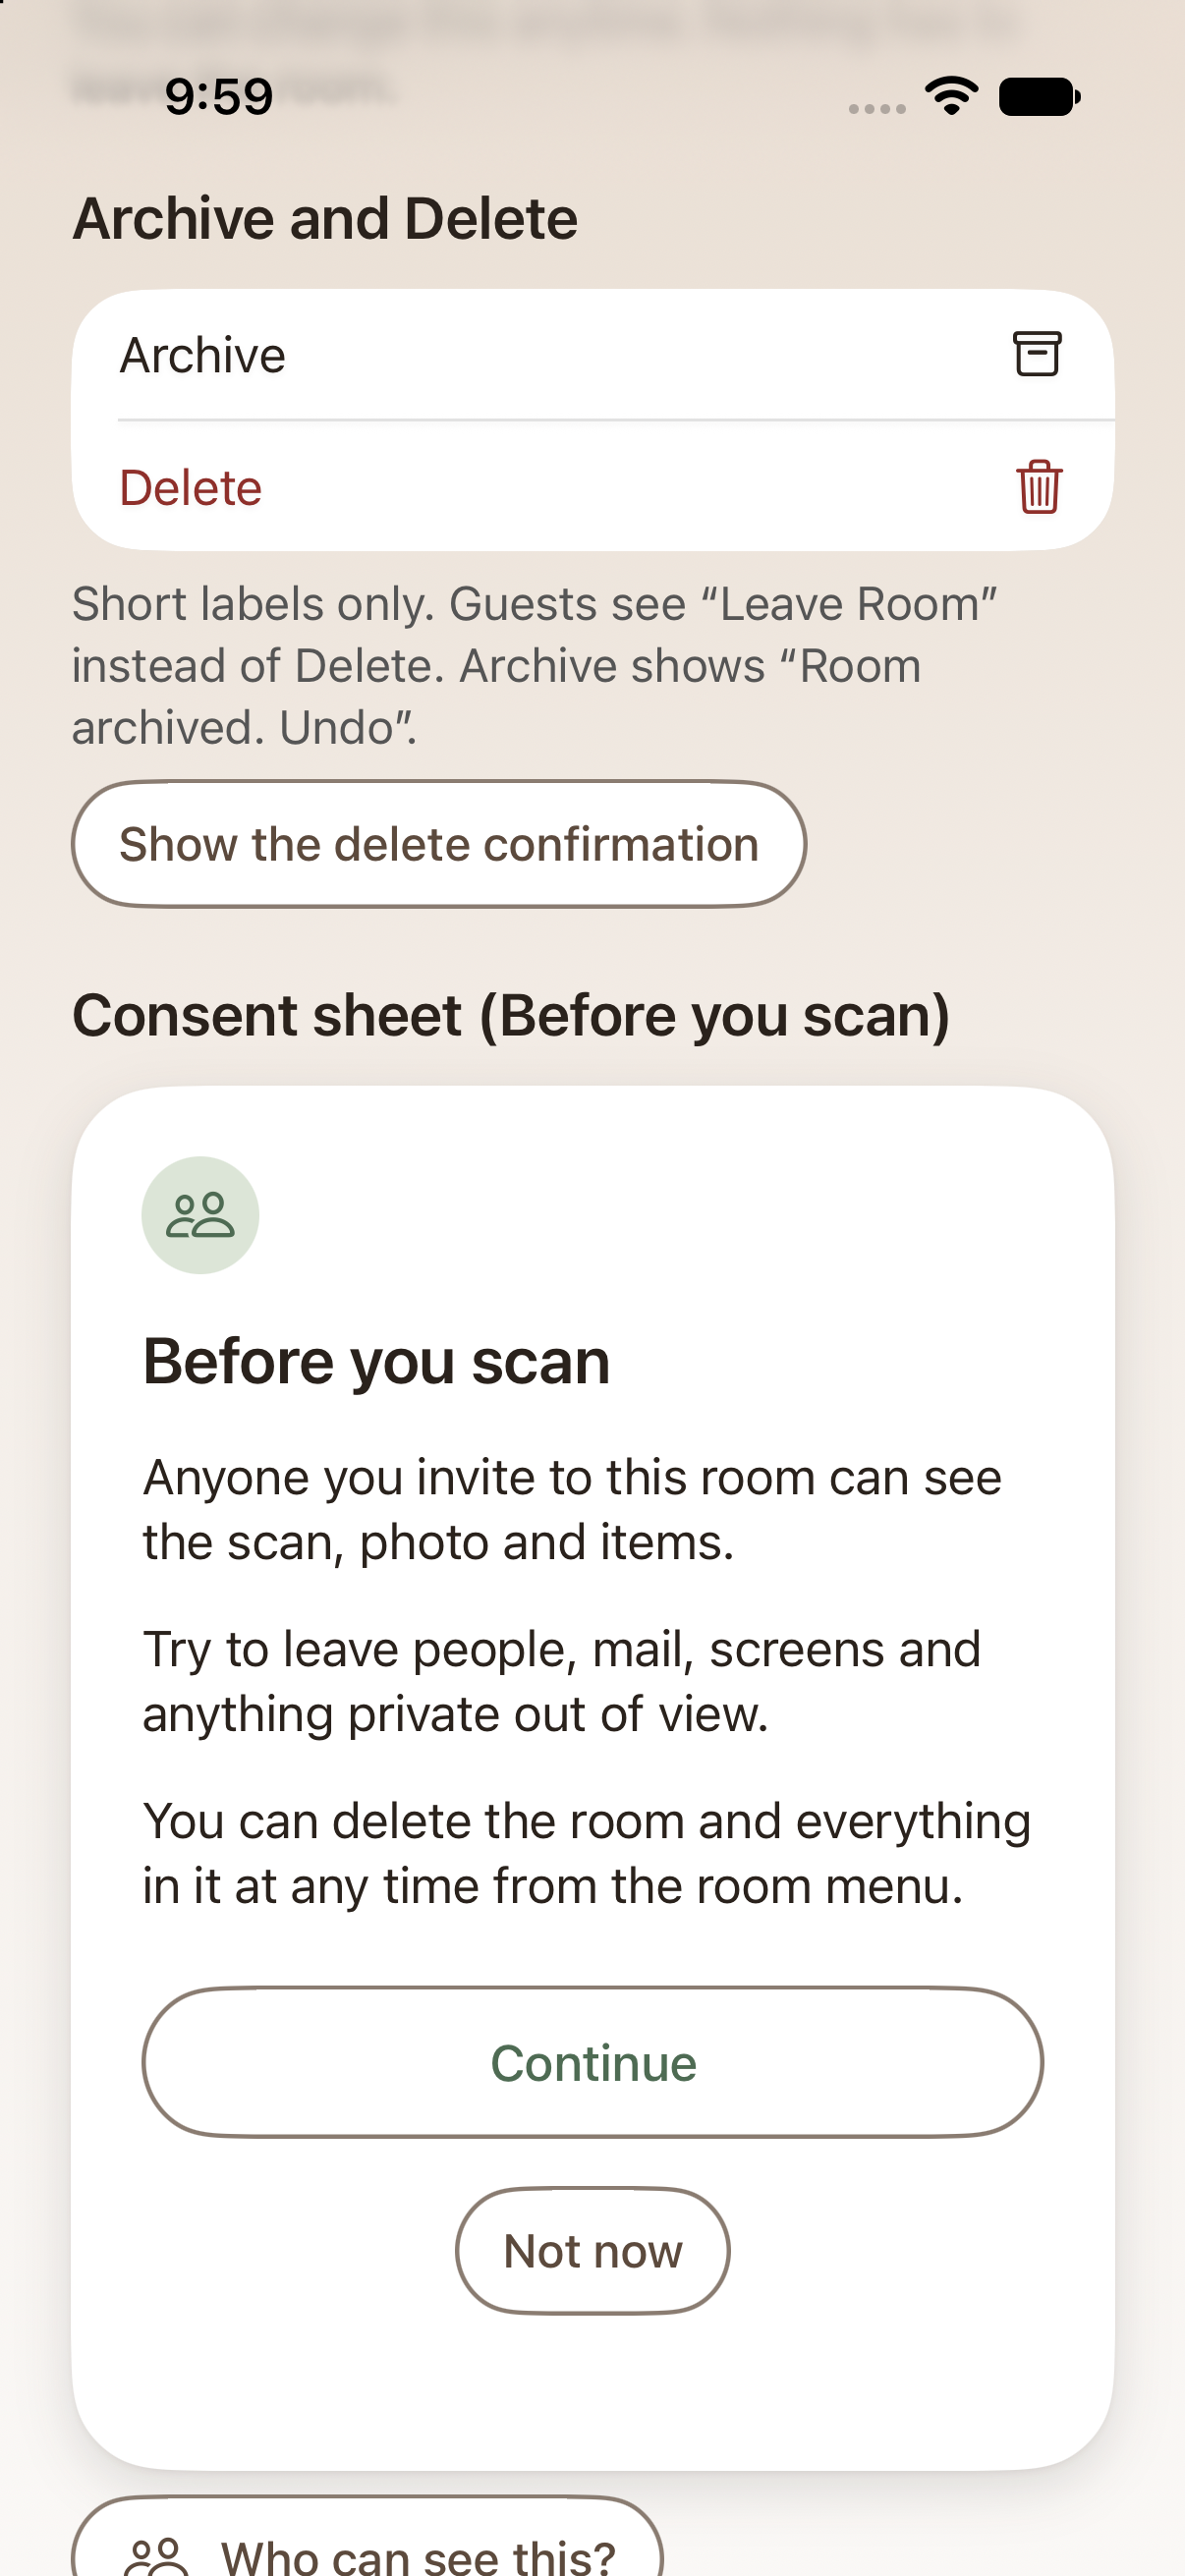 9:59
Archive and Delete
Archive
Delete
Short labels only. Guests see “Leave Room”
instead of Delete. Archive shows “Room
archived. Undo”.
Show the delete confirmation
Consent sheet (Before you scan)
Before you scan
Anyone you invite to this room can see
the scan, photo and items.
Try to leave people, mail, screens and
anything private out of view.
You can delete the room and everything
in it at any time from the room menu.
Continue
Not now
Who can see this?